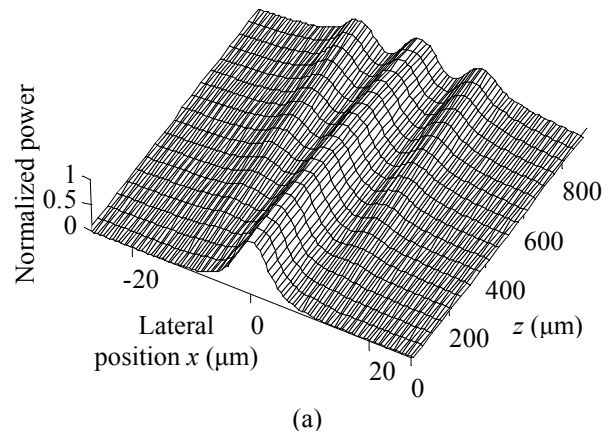 Normalized power
1
0.5
0
-20
0
20
Lateral
position x (μm)
0
200
400
600
800
z (μm)
(a)